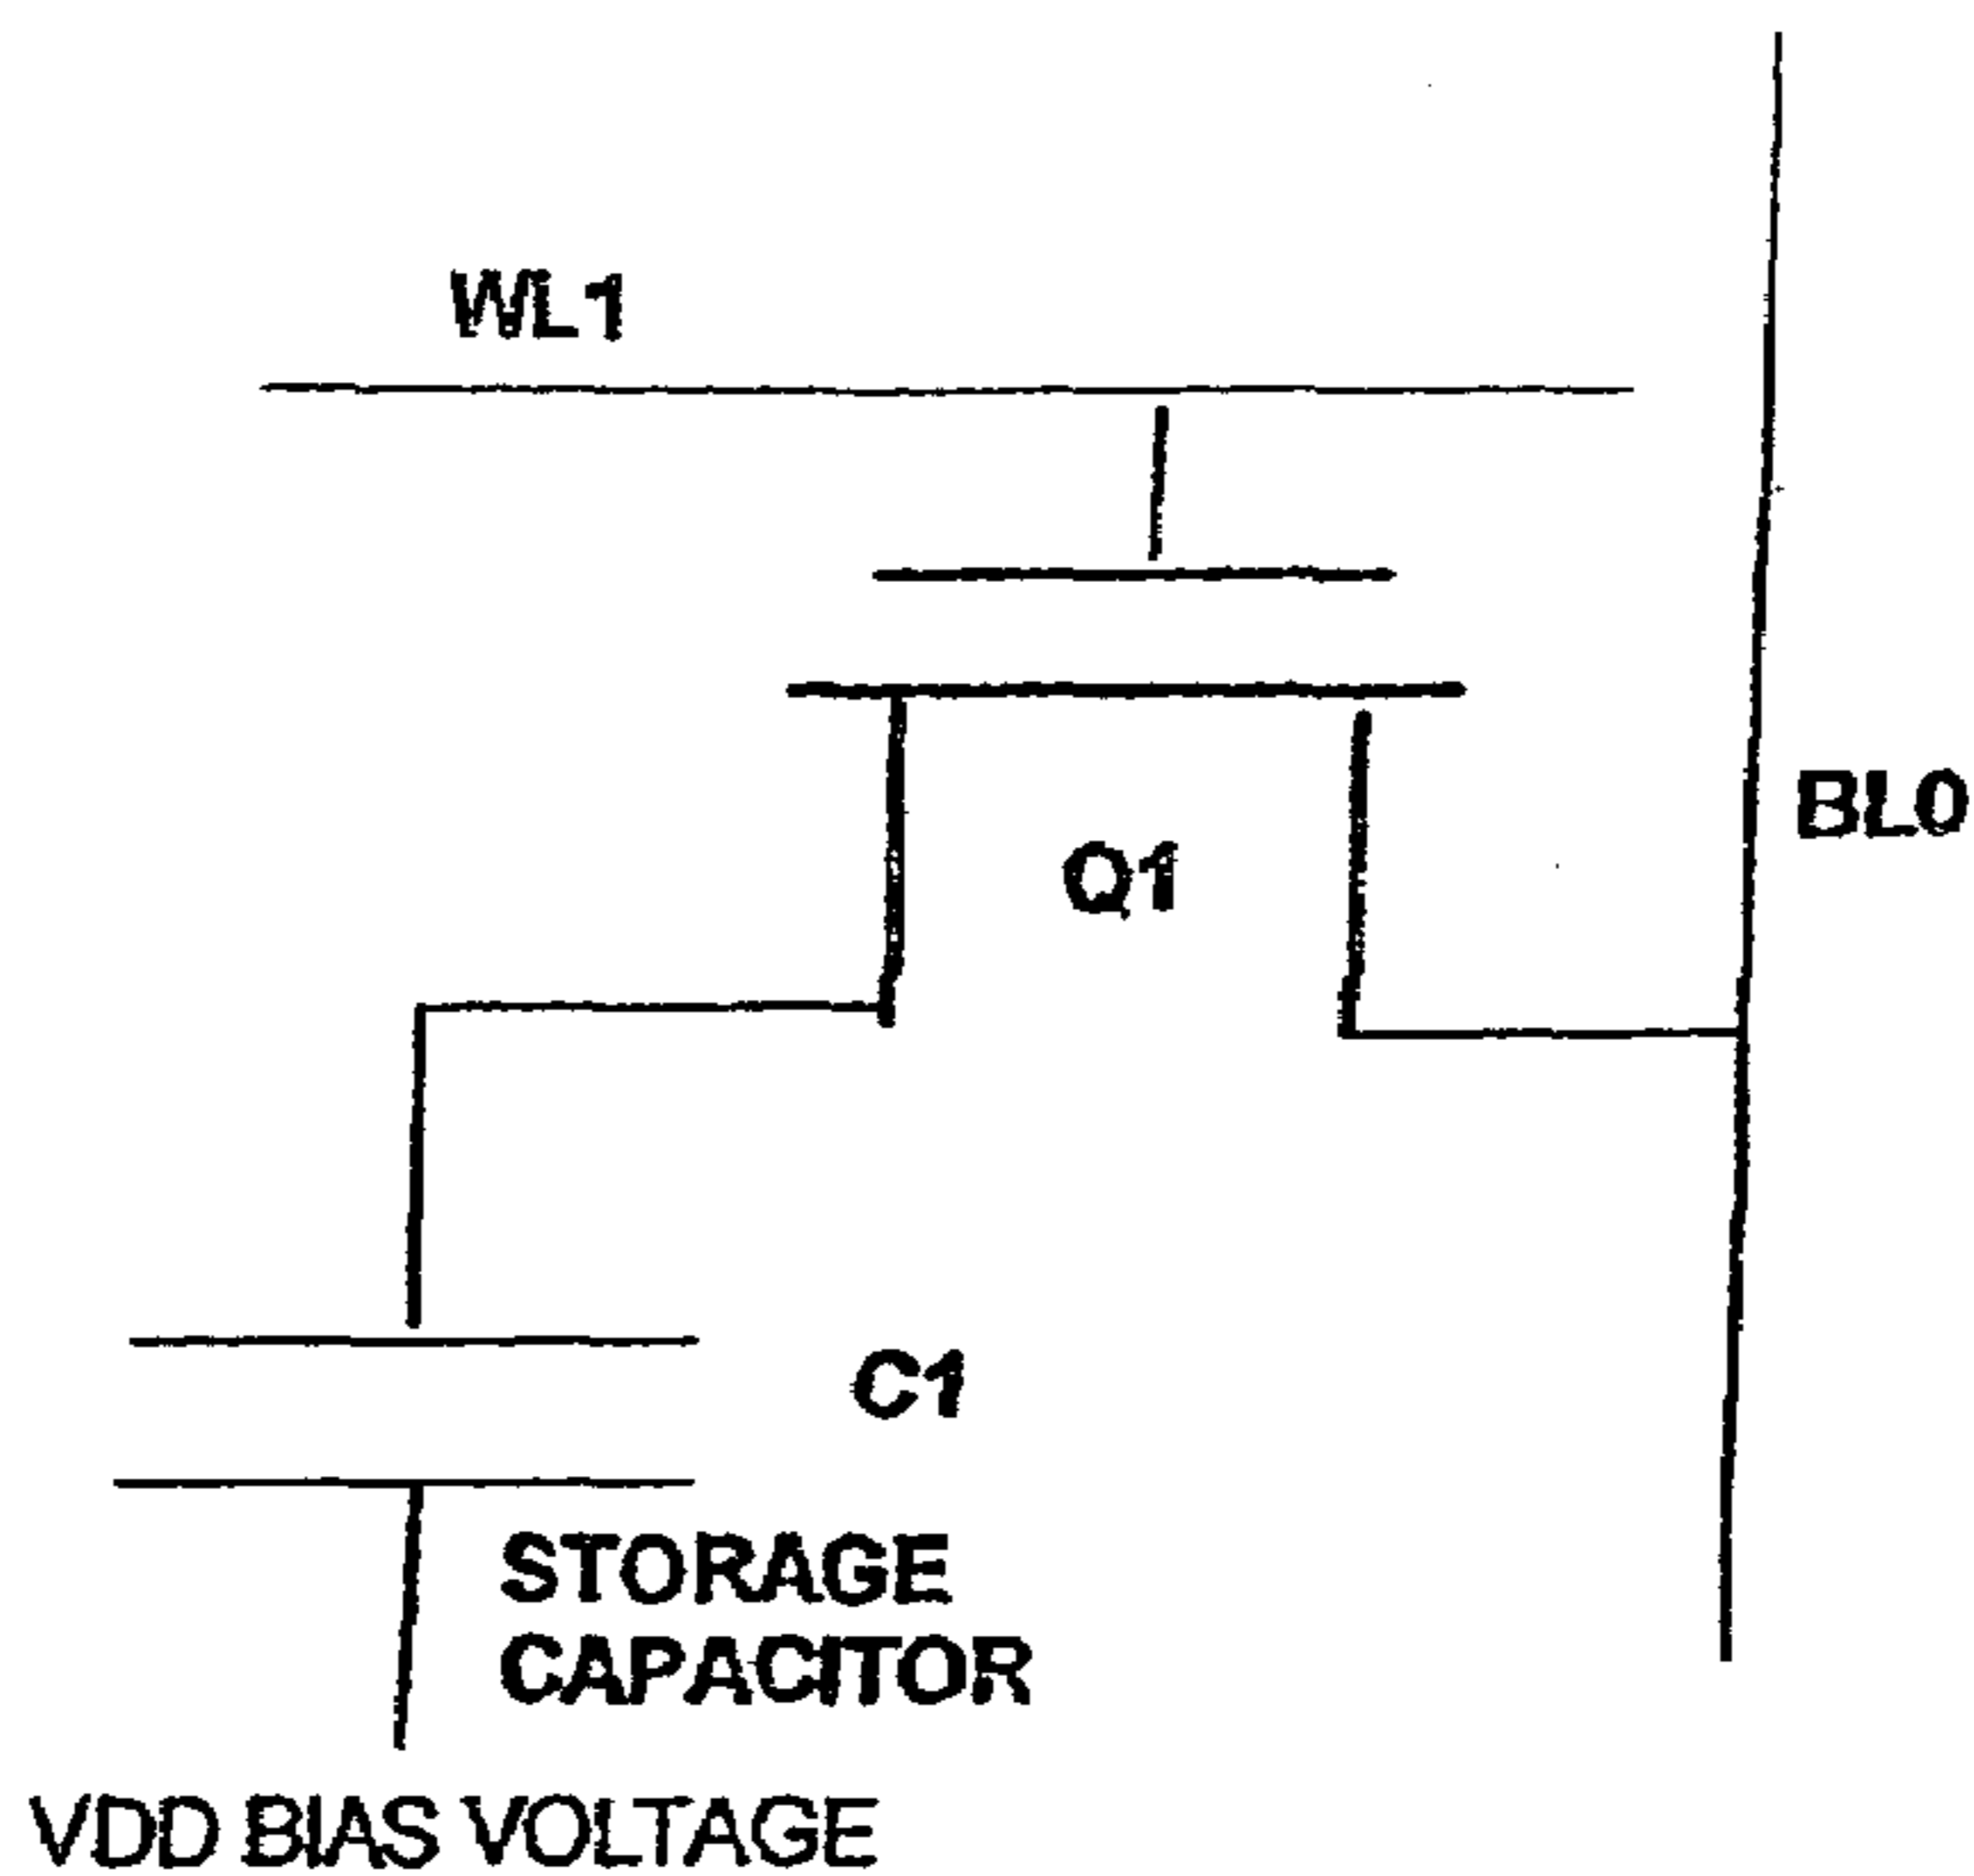 WL1
BL0
Q1
C1
STORAGE
CAPACITOR
VDD BIAS VOLTAGE